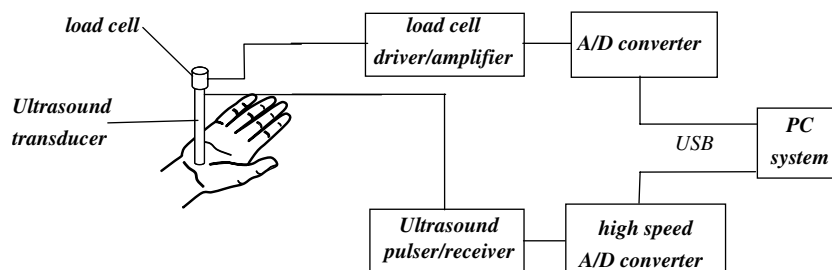 load cell
load cell
driver/amplifier
A/D converter
Ultrasound
transducer
USB
PC
system
Ultrasound
pulser/receiver
high speed
A/D converter